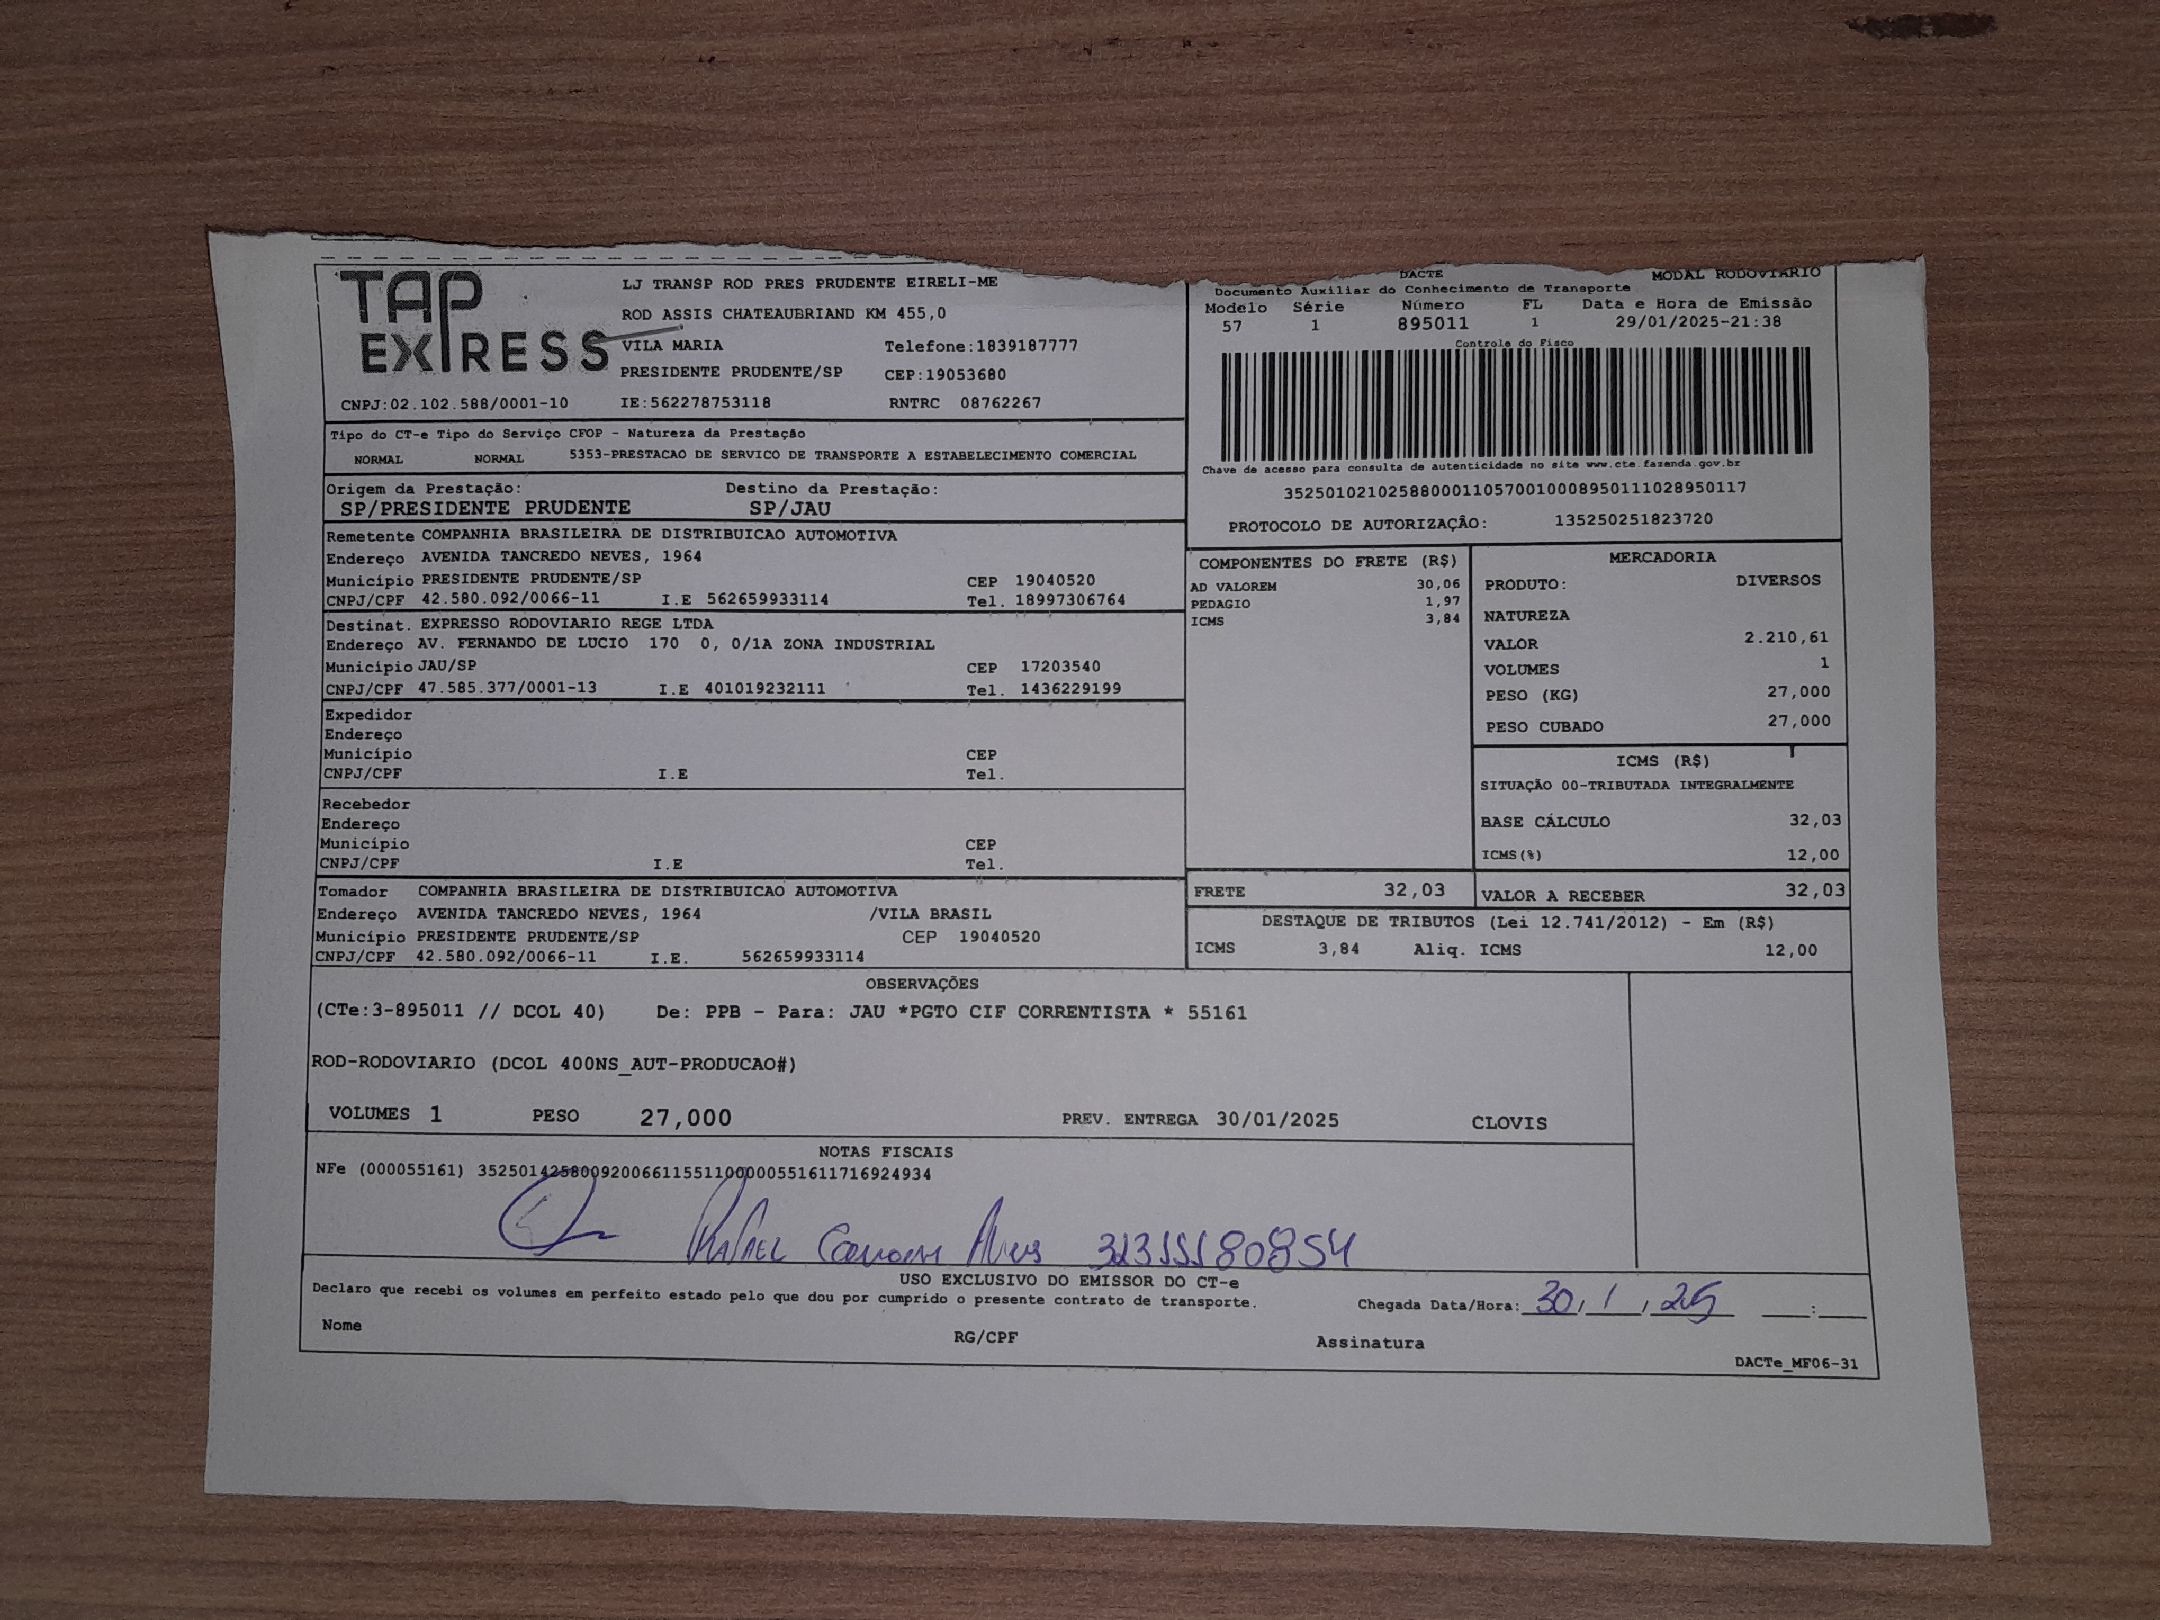 TAP
EXPRESS
LJ TRANSP ROD PRES PRUDENTE EIRELI-ME
ROD ASSIS CHATEAUBRIAND KM 455,0
VILA MARIA Telefone:1839187777
PRESIDENTE PRUDENTE/SP CEP:19053680
CNPJ:02.102.588/0001-10 IE:562278753118 RNTRC 08762267
DACTE MODAL RODOVIARIO
Documento Auxiliar do Conhecimento de Transporte
Modelo Série Número FL Data e Hora de Emissão
57 1 895011 1 29/01/2025-21:38
Controle do Fisco
Chave de acesso para consulta de autenticidade no site www.cte.fazenda.gov.br
35250102102588000110570010008950111028950117
PROTOCOLO DE AUTORIZAÇÂO: 135250251823720
Tipo do CT-e Tipo do Serviço CFOP - Natureza da Prestação
NORMAL NORMAL 5353-PRESTACAO DE SERVICO DE TRANSPORTE A ESTABELECIMENTO COMERCIAL
Origem da Prestação: Destino da Prestação:
SP/PRESIDENTE PRUDENTE SP/JAU
Remetente COMPANHIA BRASILEIRA DE DISTRIBUICAO AUTOMOTIVA
Endereço AVENIDA TANCREDO NEVES, 1964
Município PRESIDENTE PRUDENTE/SP CEP 19040520
CNPJ/CPF 42.580.092/0066-11 I.E 562659933114 Tel. 18997306764
Destinat. EXPRESSO RODOVIARIO REGE LTDA
Endereço AV. FERNANDO DE LUCIO 170 0, 0/1A ZONA INDUSTRIAL
Município JAU/SP CEP 17203540
CNPJ/CPF 47.585.377/0001-13 I.E 401019232111 Tel. 1436229199
Expedidor
Endereço
Município CEP
CNPJ/CPF I.E Tel.
Recebedor
Endereço
Município CEP
CNPJ/CPF I.E Tel.
Tomador COMPANHIA BRASILEIRA DE DISTRIBUICAO AUTOMOTIVA
Endereço AVENIDA TANCREDO NEVES, 1964 /VILA BRASIL
Município PRESIDENTE PRUDENTE/SP CEP 19040520
CNPJ/CPF 42.580.092/0066-11 I.E. 562659933114
COMPONENTES DO FRETE (R$)
AD VALOREM 30,06
PEDAGIO 1,97
ICMS 3,84
MERCADORIA
PRODUTO: DIVERSOS
NATUREZA
VALOR 2.210,61
VOLUMES 1
PESO (KG) 27,000
PESO CUBADO 27,000
ICMS (R$)
SITUAÇÃO 00-TRIBUTADA INTEGRALMENTE
BASE CÁLCULO 32,03
ICMS(%) 12,00
FRETE 32,03 VALOR A RECEBER 32,03
DESTAQUE DE TRIBUTOS (Lei 12.741/2012) - Em (R$)
ICMS 3,84 Aliq. ICMS 12,00
OBSERVAÇÕES
(CTe:3-895011 // DCOL 40) De: PPB - Para: JAU *PGTO CIF CORRENTISTA * 55161
ROD-RODOVIARIO (DCOL 400NS_AUT-PRODUCAO#)
VOLUMES 1 PESO 27,000 PREV. ENTREGA 30/01/2025 CLOVIS
NOTAS FISCAIS
NFe (000055161) 35250142580092006611551100000551611716924934
RAFAEL Alves
USO EXCLUSIVO DO EMISSOR DO CT-e
Declaro que recebi os volumes em perfeito estado pelo que dou por cumprido o presente contrato de transporte. Chegada Data/Hora: 30, 1, 25 :
Nome RG/CPF Assinatura
DACTe_MF06-31